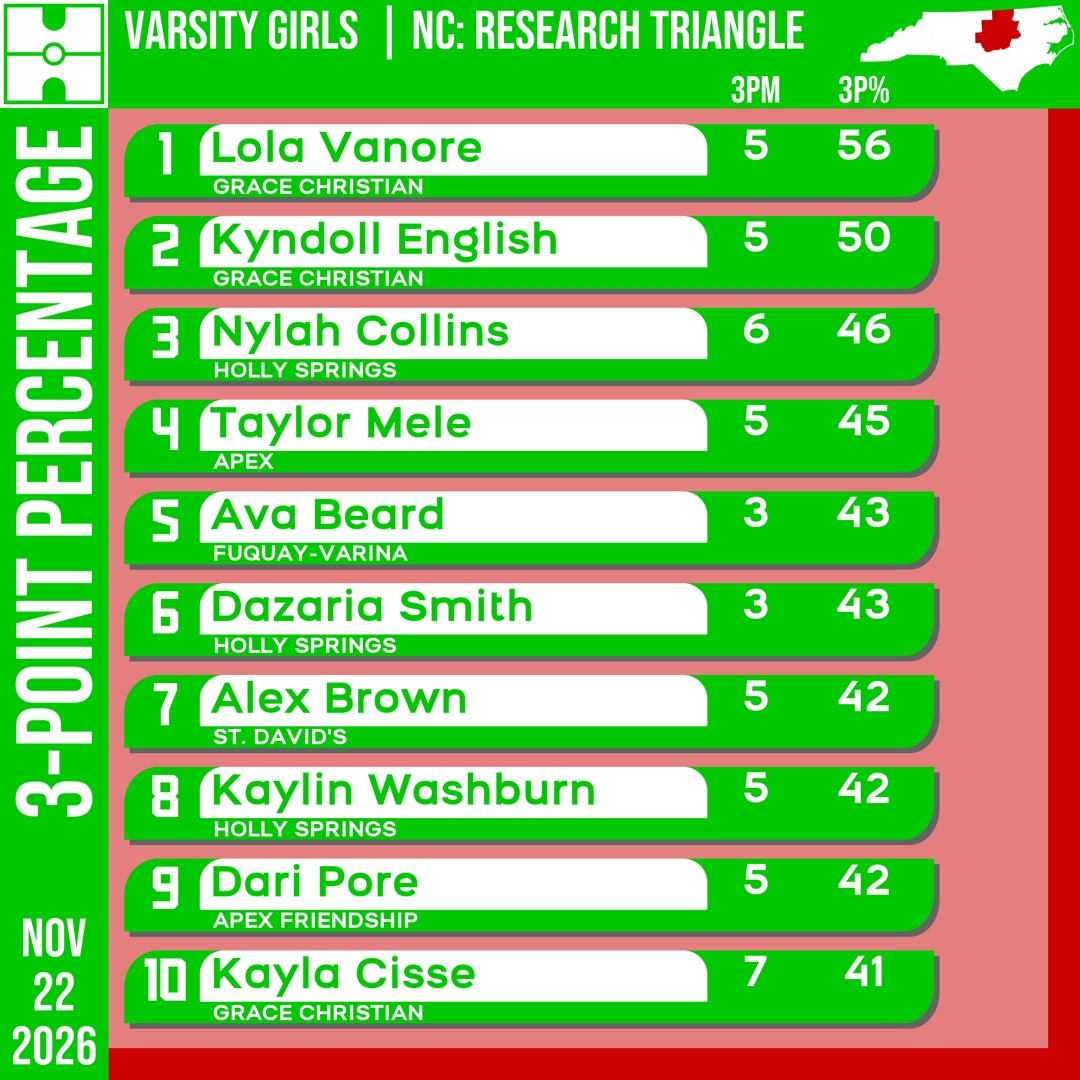 VARSITY GIRLS | NC: RESEARCH TRIANGLE
3PM 3P%
3-POINT PERCENTAGE
1 Lola Vanore 5 56
GRACE CHRISTIAN
2 Kyndoll English 5 50
GRACE CHRISTIAN
3 Nylah Collins 6 46
HOLLY SPRINGS
4 Taylor Mele 5 45
APEX
5 Ava Beard 3 43
FUQUAY-VARINA
6 Dazaria Smith 3 43
HOLLY SPRINGS
7 Alex Brown 5 42
ST. DAVID'S
8 Kaylin Washburn 5 42
HOLLY SPRINGS
9 Dari Pore 5 42
APEX FRIENDSHIP
10 Kayla Cisse 7 41
GRACE CHRISTIAN
NOV
22
2026